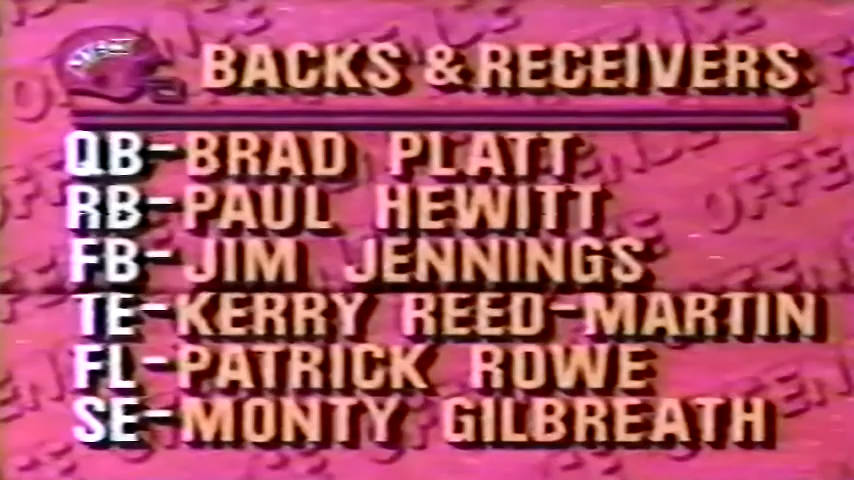 BACKS & RECEIVERS
QB-BRAD PLATT
RB-PAUL HEWITT
FB-JIM JENNINGS
TE-KERRY REED-MARTIN
FL-PATRICK ROWE
SE-MONTY GILBREATH
OFFENCE